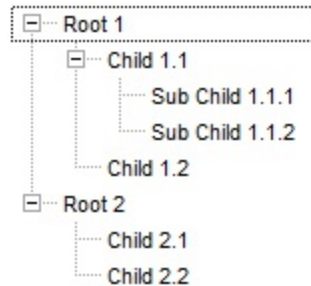 Root 1
Child 1.1
Sub Child 1.1.1
Sub Child 1.1.2
Child 1.2
Root 2
Child 2.1
Child 2.2